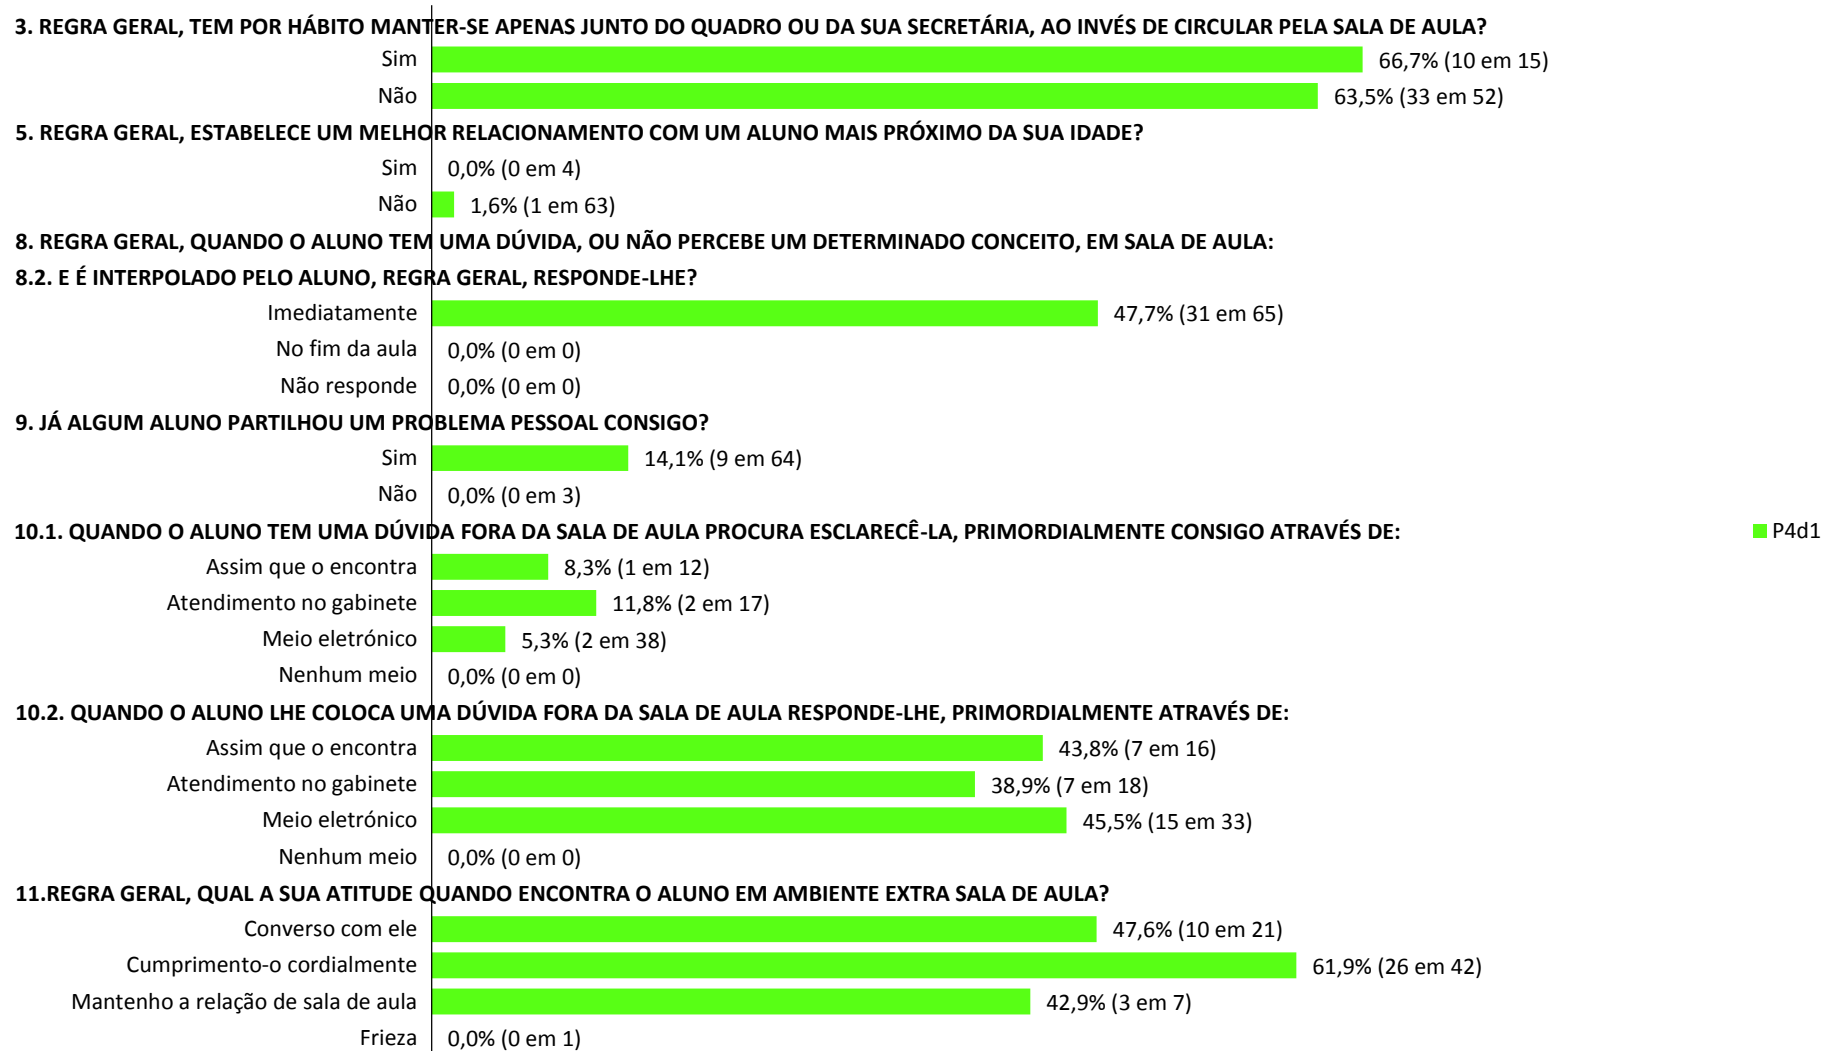 3. REGRA GERAL, TEM POR HÁBITO MANTER-SE APENAS JUNTO DO QUADRO OU DA SUA SECRETÁRIA, AO INVÉS DE CIRCULAR PELA SALA DE AULA?
Sim 66,7% (10 em 15)
Não 63,5% (33 em 52)
5. REGRA GERAL, ESTABELECE UM MELHOR RELACIONAMENTO COM UM ALUNO MAIS PRÓXIMO DA SUA IDADE?
Sim 0,0% (0 em 4)
Não 1,6% (1 em 63)
8. REGRA GERAL, QUANDO O ALUNO TEM UMA DÚVIDA, OU NÃO PERCEBE UM DETERMINADO CONCEITO, EM SALA DE AULA:
8.2. E É INTERPOLADO PELO ALUNO, REGRA GERAL, RESPONDE-LHE?
Imediatamente 47,7% (31 em 65)
No fim da aula 0,0% (0 em 0)
Não responde 0,0% (0 em 0)
9. JÁ ALGUM ALUNO PARTILHOU UM PROBLEMA PESSOAL CONSIGO?
Sim 14,1% (9 em 64)
Não 0,0% (0 em 3)
10.1. QUANDO O ALUNO TEM UMA DÚVIDA FORA DA SALA DE AULA PROCURA ESCLARECÊ-LA, PRIMORDIALMENTE CONSIGO ATRAVÉS DE:
P4d1
Assim que o encontra 8,3% (1 em 12)
Atendimento no gabinete 11,8% (2 em 17)
Meio eletrónico 5,3% (2 em 38)
Nenhum meio 0,0% (0 em 0)
10.2. QUANDO O ALUNO LHE COLOCA UMA DÚVIDA FORA DA SALA DE AULA RESPONDE-LHE, PRIMORDIALMENTE ATRAVÉS DE:
Assim que o encontra 43,8% (7 em 16)
Atendimento no gabinete 38,9% (7 em 18)
Meio eletrónico 45,5% (15 em 33)
Nenhum meio 0,0% (0 em 0)
11.REGRA GERAL, QUAL A SUA ATITUDE QUANDO ENCONTRA O ALUNO EM AMBIENTE EXTRA SALA DE AULA?
Converso com ele 47,6% (10 em 21)
Cumprimento-o cordialmente 61,9% (26 em 42)
Mantenho a relação de sala de aula 42,9% (3 em 7)
Frieza 0,0% (0 em 1)